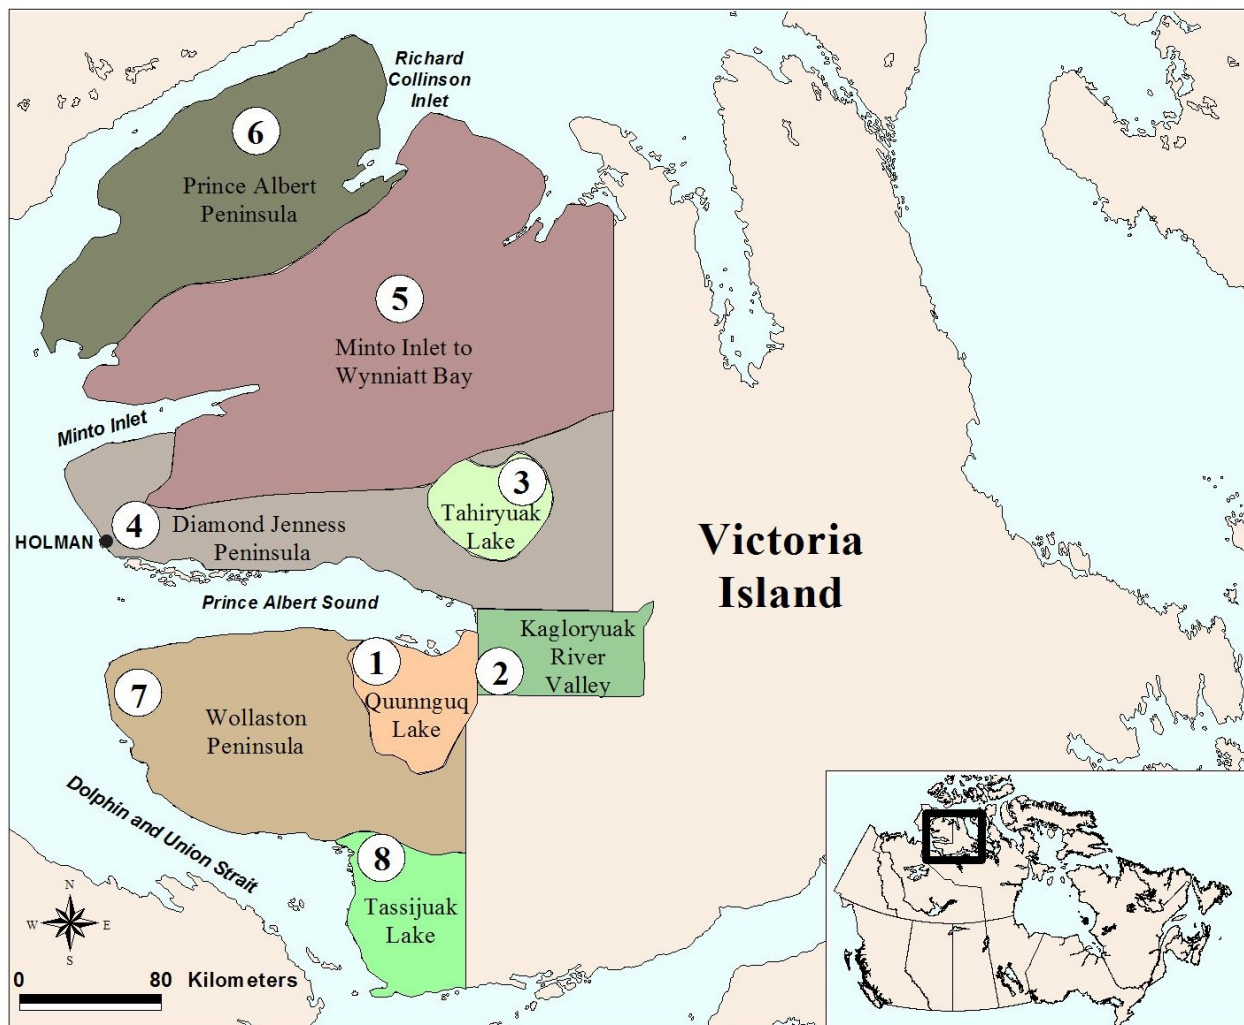 Richard
Collinson
Inlet
6
Prince Albert
Peninsula
5
Minto Inlet to
Wynniatt Bay
Minto Inlet
3
Tahiryuak
Lake
4
Diamond Jenness
Peninsula
HOLMAN
Victoria
Island
Prince Albert Sound
Kagloryuak
River
Valley
1
2
7
Quunnguq
Lake
Wollaston
Peninsula
Dolphin and Union Strait
8
Tassijuak
Lake
N
W
E
S
0 80 Kilometers